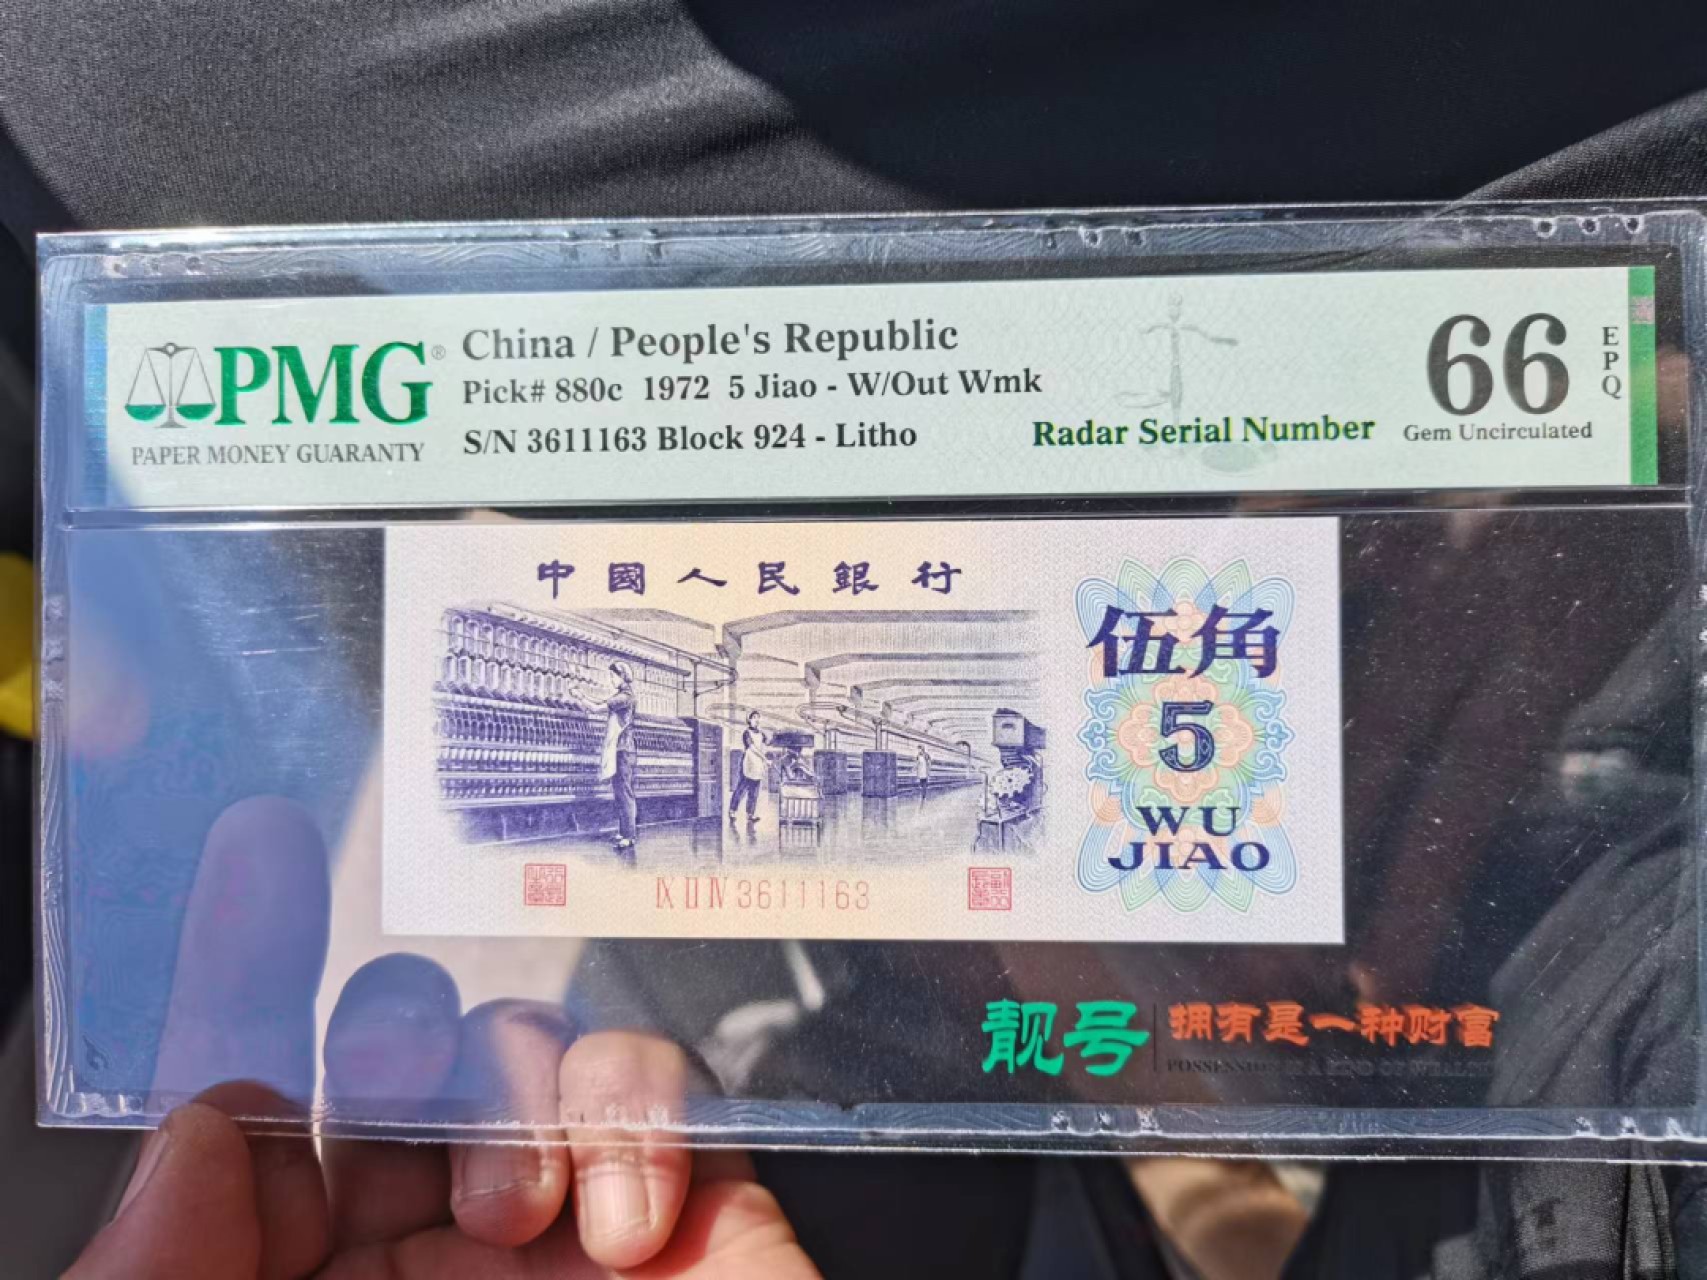 PMG®
PAPER MONEY GUARANTY
China / People's Republic
Pick# 880c 1972 5 Jiao - W/Out Wmk
S/N 3611163 Block 924 - Litho
Radar Serial Number
66
EPQ
Gem Uncirculated
中國人民銀行
伍角
5
WU
JIAO
IX II IV 3611163
靓号
拥有是一种财富